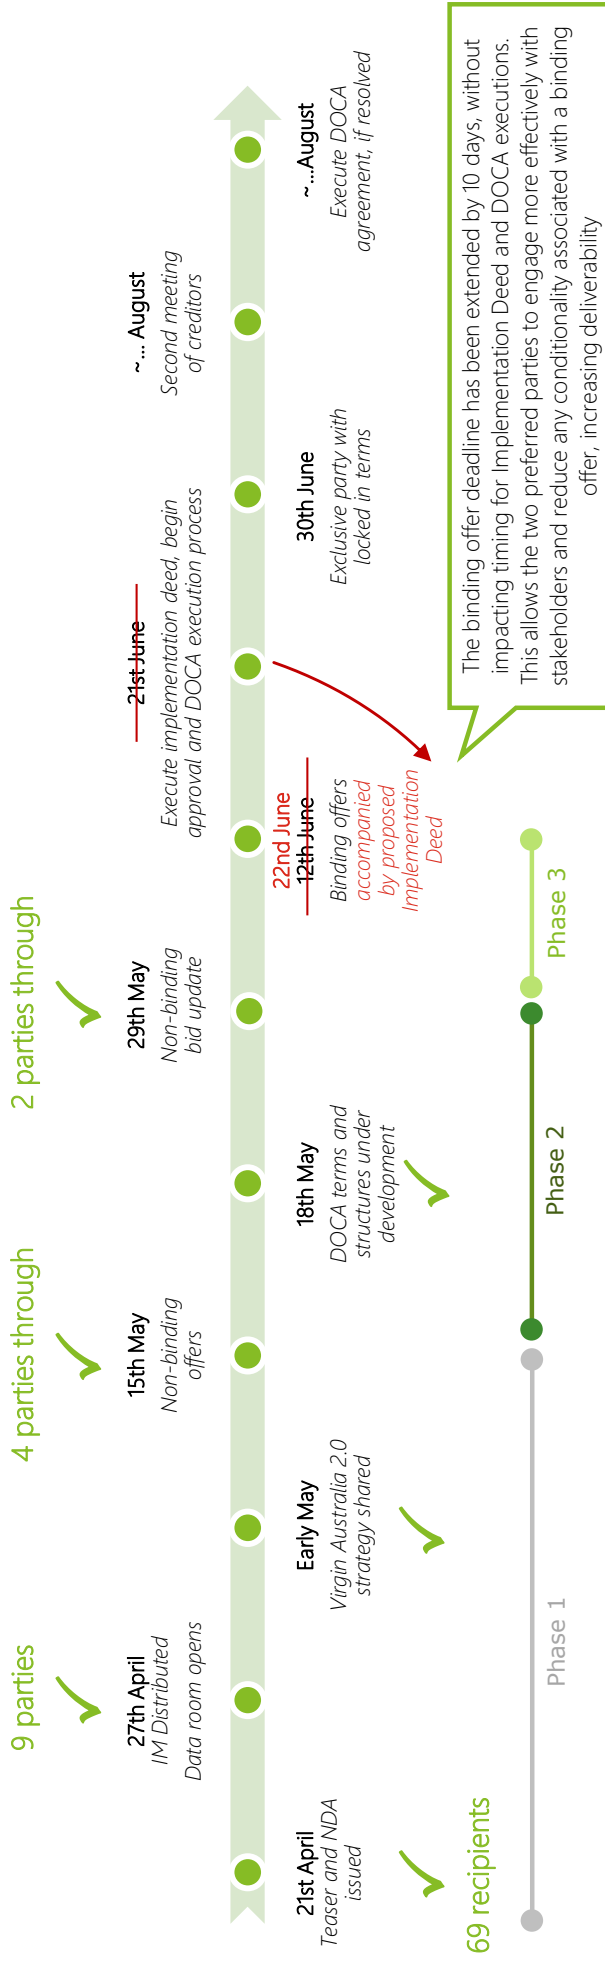 9 parties
4 parties through
2 parties through
27th April
IM Distributed
Data room opens
15th May
Non-binding
offers
29th May
Non-binding
bid update
21st June
Execute implementation deed, begin
approval and DOCA execution process
~... August
Second meeting
of creditors
21st April
Teaser and NDA
issued
69 recipients
Early May
Virgin Australia 2.0
strategy shared
18th May
DOCA terms and
structures under
development
22nd June
12th June
Binding offers
accompanied
by proposed
Implementation
Deed
30th June
Exclusive party with
locked in terms
~...August
Execute DOCA
agreement, if resolved
The binding offer deadline has been extended by 10 days, without
impacting timing for Implementation Deed and DOCA executions.
This allows the two preferred parties to engage more effectively with
stakeholders and reduce any conditionality associated with a binding
offer, increasing deliverability
Phase 1
Phase 2
Phase 3